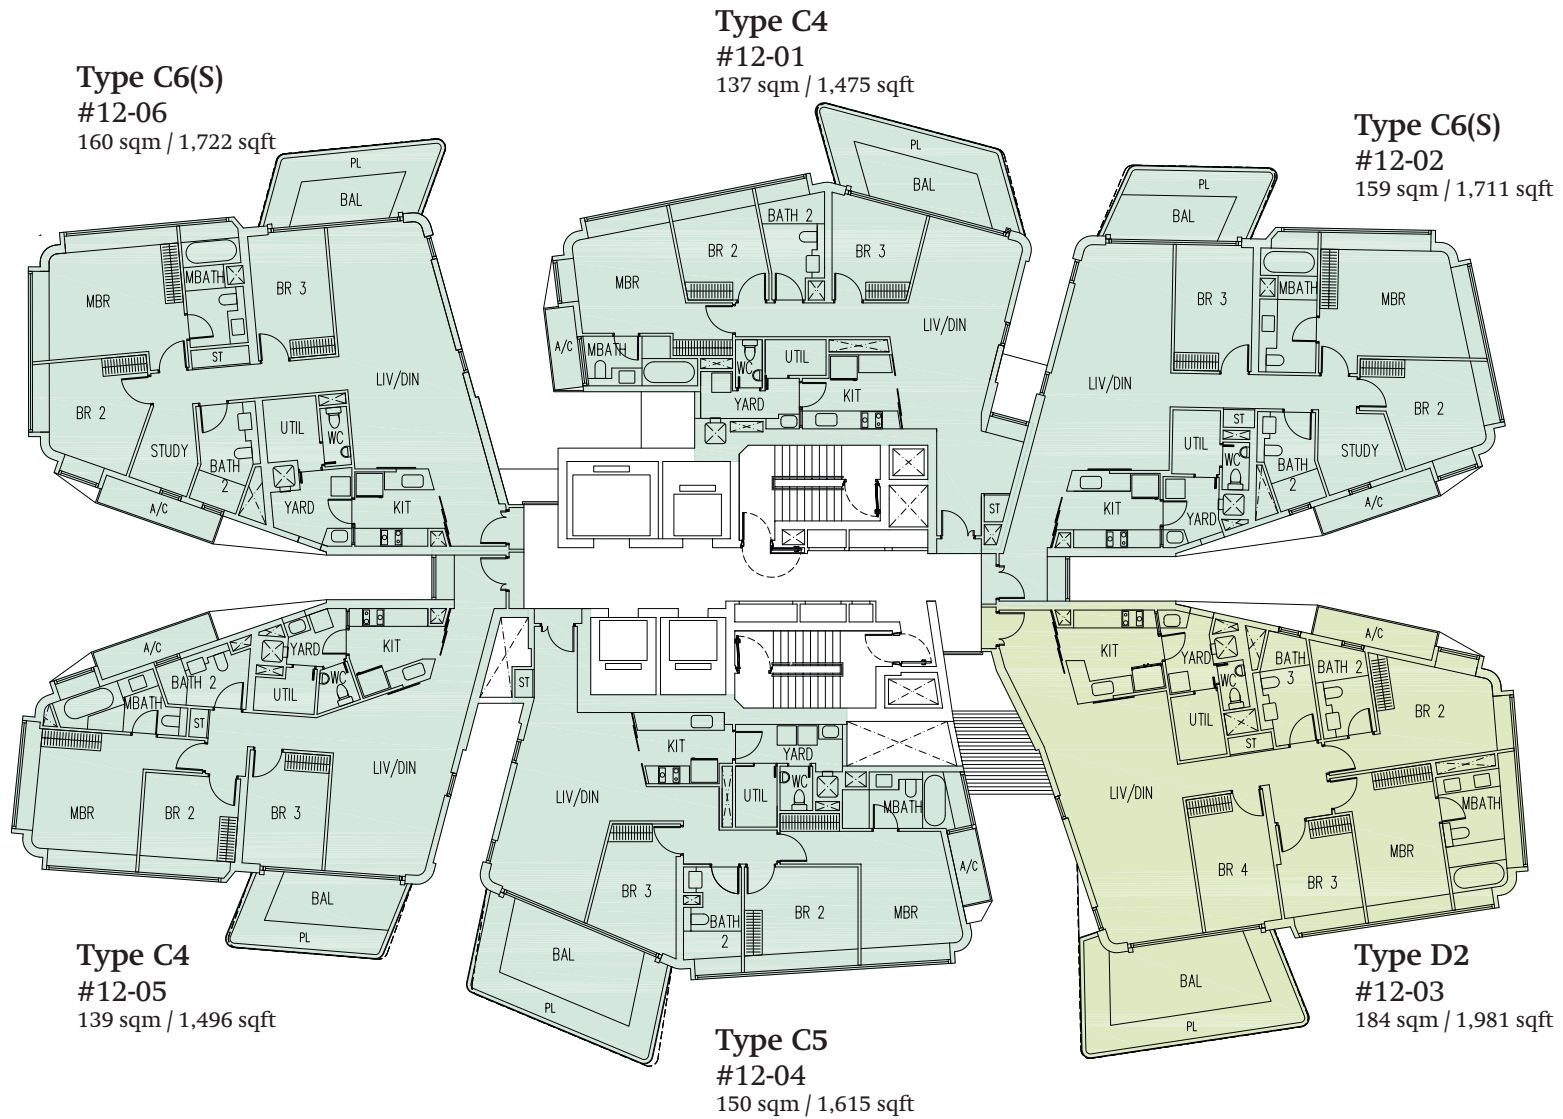 Type C4
#12-01
137 sqm / 1,475 sqft
Type C6(S)
#12-06
160 sqm / 1,722 sqft
Type C6(S)
#12-02
159 sqm / 1,711 sqft
PL
BAL
MBR
MBATH
BR 3
ST
BR 2
LIV/DIN
STUDY
BATH
2
UTIL
WC
YARD
KIT
A/C
PL
BAL
BATH 2
BR 2
BR 3
MBR
LIV/DIN
A/C
MBATH
WC
UTIL
YARD
KIT
ST
PL
BAL
BR 3
MBATH
MBR
LIV/DIN
BR 2
ST
UTIL
WC
BATH
2
STUDY
KIT
YARD
A/C
A/C
YARD
KIT
BATH 2
WC
UTIL
MBATH
ST
LIV/DIN
MBR
BR 2
BR 3
BAL
PL
ST
KIT
YARD
LIV/DIN
UTIL
WC
MBATH
A/C
BR 3
BATH
2
BR 2
MBR
BAL
PL
A/C
KIT
YARD
BATH
3
BATH 2
WC
UTIL
ST
BR 2
LIV/DIN
MBATH
MBR
BR 4
BR 3
BAL
PL
Type C4
#12-05
139 sqm / 1,496 sqft
Type C5
#12-04
150 sqm / 1,615 sqft
Type D2
#12-03
184 sqm / 1,981 sqft